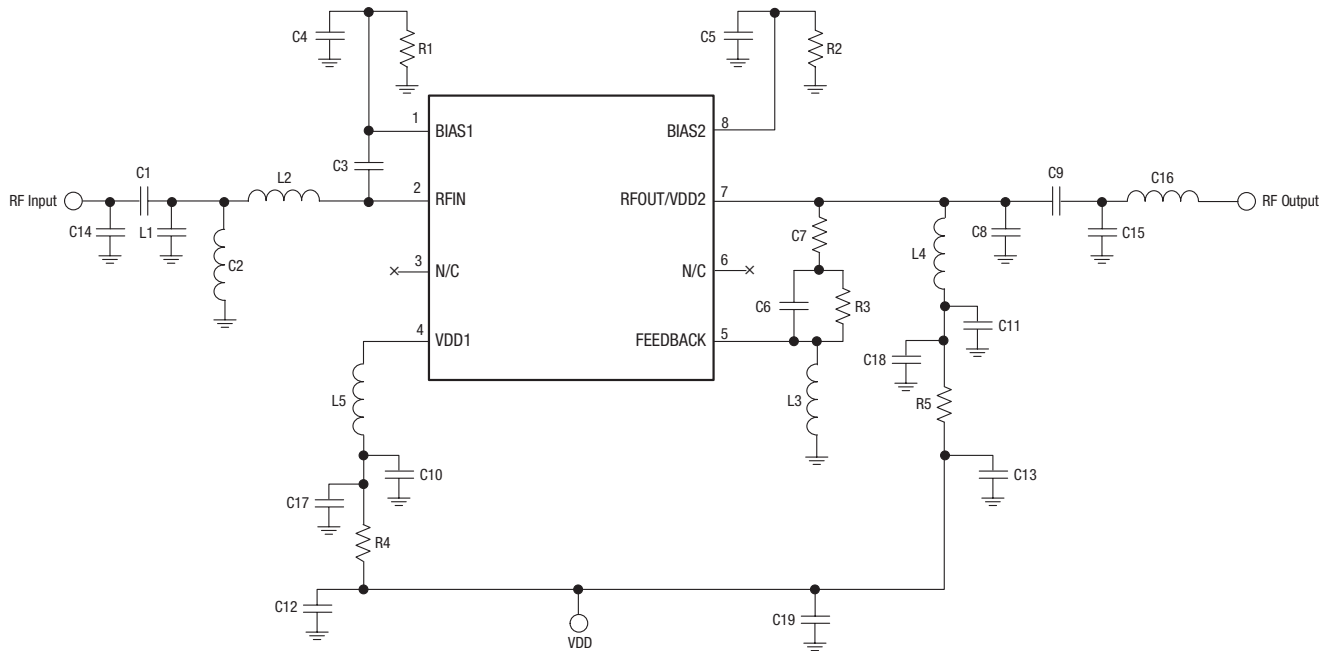 C4
R1
C5
R2
1
BIAS1
BIAS2
8
C3
C1
L2
2
RFIN
RFOUT/VDD2
7
C9
C16
RF Input
RF Output
C14
L1
C2
C7
L4
C8
C15
3
N/C
N/C
6
C6
R3
4
VDD1
FEEDBACK
5
C11
C18
L5
L3
R5
C10
C17
C13
R4
C12
VDD
C19